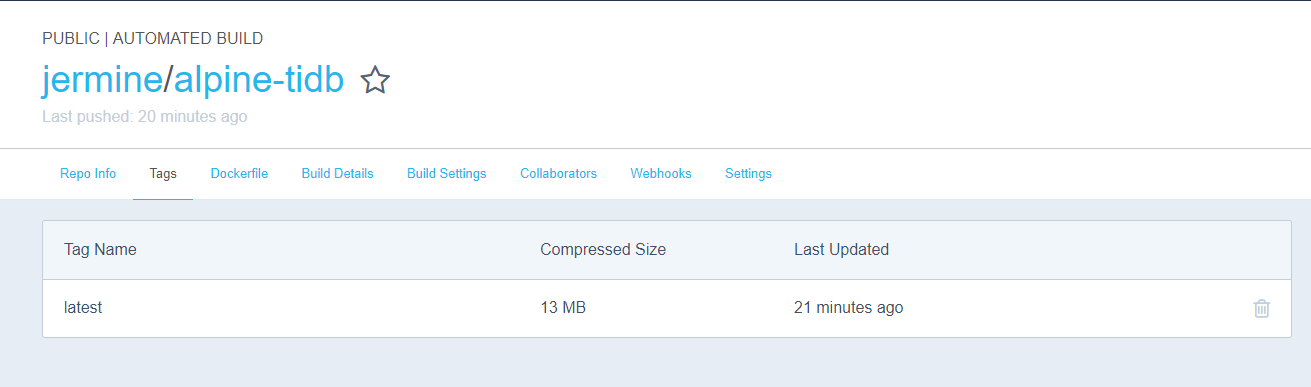 PUBLIC | AUTOMATED BUILD
jermine/alpine-tidb
Last pushed: 20 minutes ago
Repo Info Tags Dockerfile Build Details Build Settings Collaborators Webhooks Settings
Tag Name Compressed Size Last Updated
latest 13 MB 21 minutes ago